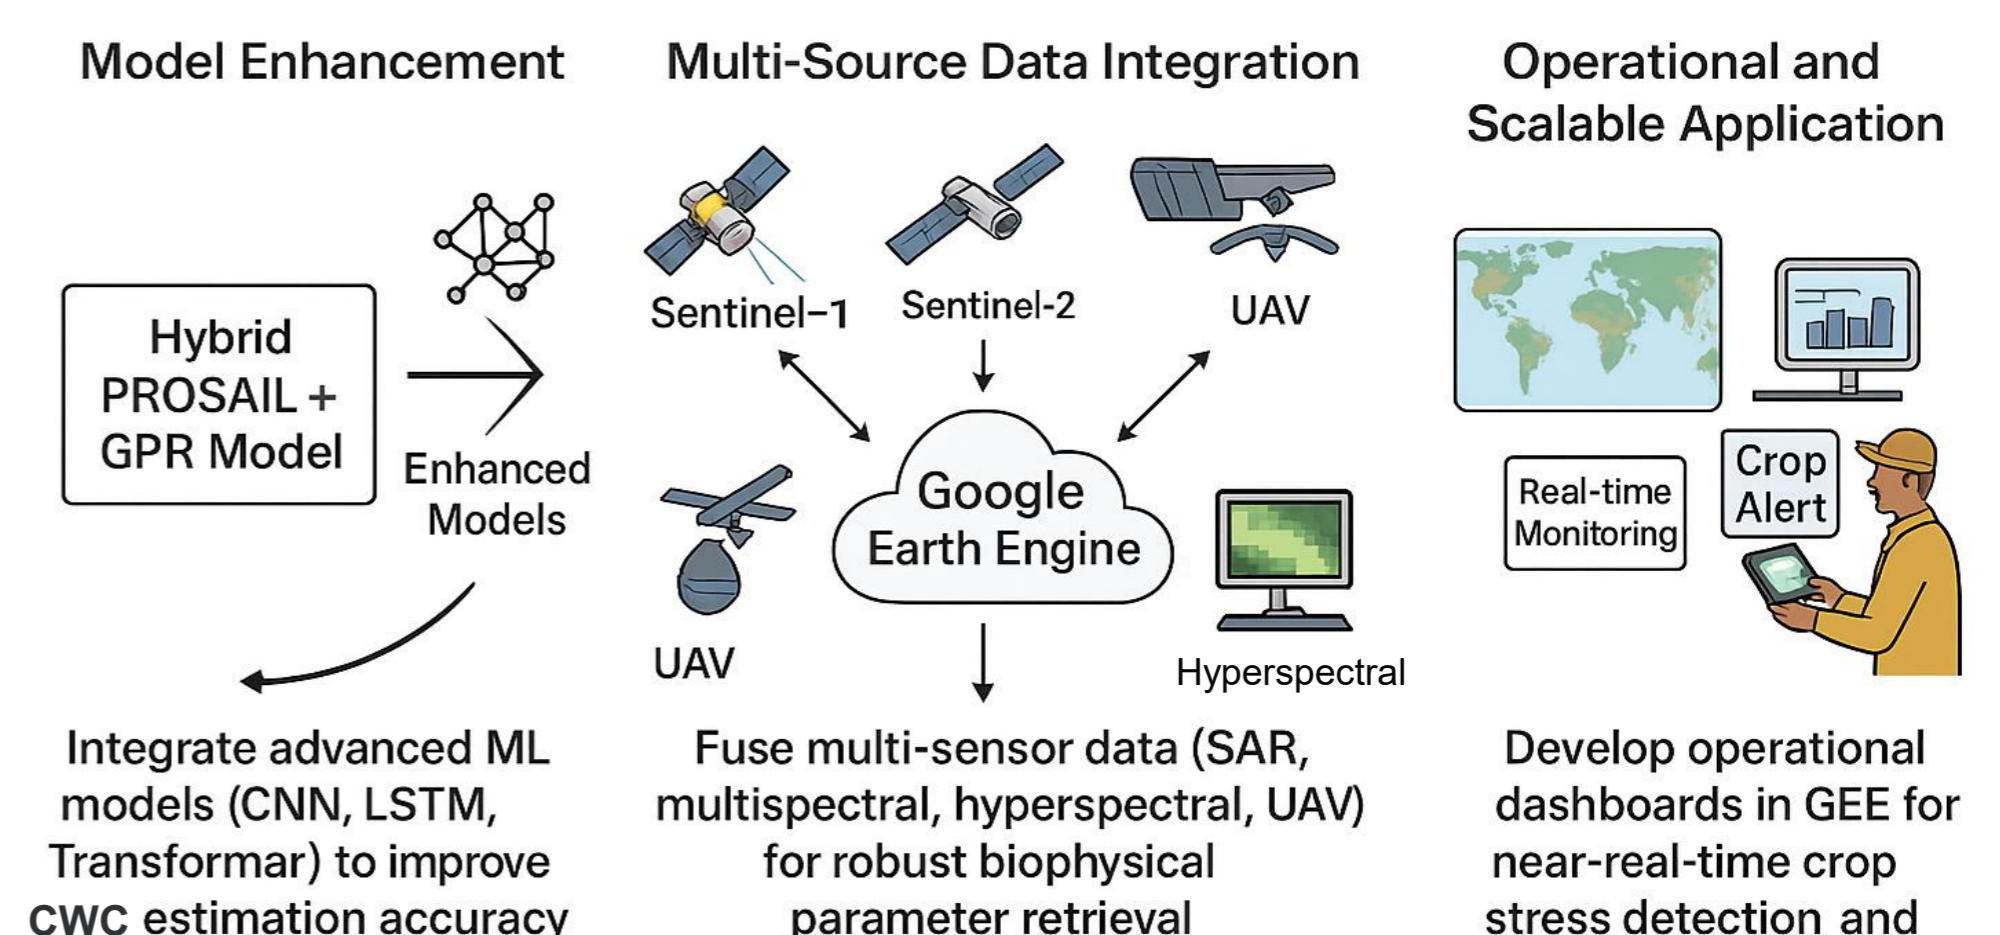 Model Enhancement
Hybrid
PROSAIL +
GPR Model
Enhanced
Models
Integrate advanced ML
models (CNN, LSTM,
Transformar) to improve
CWC estimation accuracy
Multi-Source Data Integration
Sentinel-1
Sentinel-2
UAV
Google
Earth Engine
UAV
Hyperspectral
Fuse multi-sensor data (SAR,
multispectral, hyperspectral, UAV)
for robust biophysical
parameter retrieval
Operational and
Scalable Application
Real-time
Monitoring
Crop
Alert
Develop operational
dashboards in GEE for
near-real-time crop
stress detection and